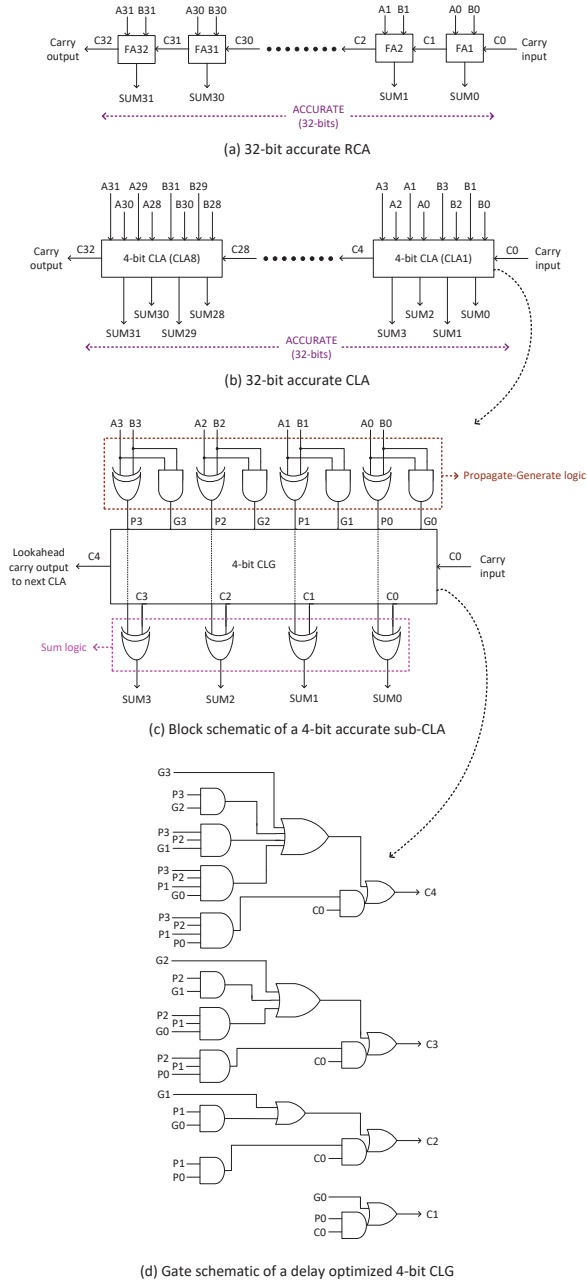 A31 B31 A30 B30 A1 B1 A0 B0
Carry output C32 FA32 C31 FA31 C30 C2 FA2 C1 FA1 C0 Carry input
SUM31 SUM30 SUM1 SUM0
ACCURATE
(32-bits)
(a) 32-bit accurate RCA
A31 A29 B31 B29 A3 A1 B3 B1
A30 A28 B30 B28 A2 A0 B2 B0
Carry output C32 4-bit CLA (CLA8) C28 C4 4-bit CLA (CLA1) C0 Carry input
SUM30 SUM28 SUM2 SUM0
SUM31 SUM29 SUM3 SUM1
ACCURATE
(32-bits)
(b) 32-bit accurate CLA
A3 B3 A2 B2 A1 B1 A0 B0
Propagate-Generate logic
P3 G3 P2 G2 P1 G1 P0 G0
Lookahead carry output to next CLA C4 4-bit CLG C0 Carry input
C3 C2 C1 C0
Sum logic
SUM3 SUM2 SUM1 SUM0
(c) Block schematic of a 4-bit accurate sub-CLA
G3
P3
G2
P3
P2
G1
P3
P2
P1
G0
C4
P3
P2
C0
P1
P0
G2
P2
G1
P2
P1
G0
C3
P2
P1
C0
P0
G1
P1
G0
C2
P1
C0
P0
G0
C1
P0
C0
(d) Gate schematic of a delay optimized 4-bit CLG